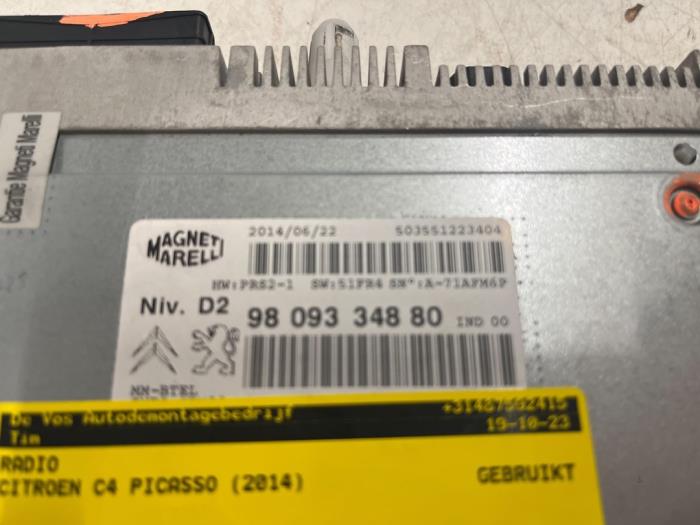 Garantie Magneti Marelli
MAGNETI MARELLI
2014/06/22 503551223404
HW:PRS2-1 SW:51FR4 SN°:A-71AFM6P
Niv. D2 98 093 348 80 IND 00
MM-BTEL
De Vos Autodemontagebedrijf +31487592415
Tim 19-10-23
RADIO
CITROEN C4 PICASSO (2014) GEBRUIKT